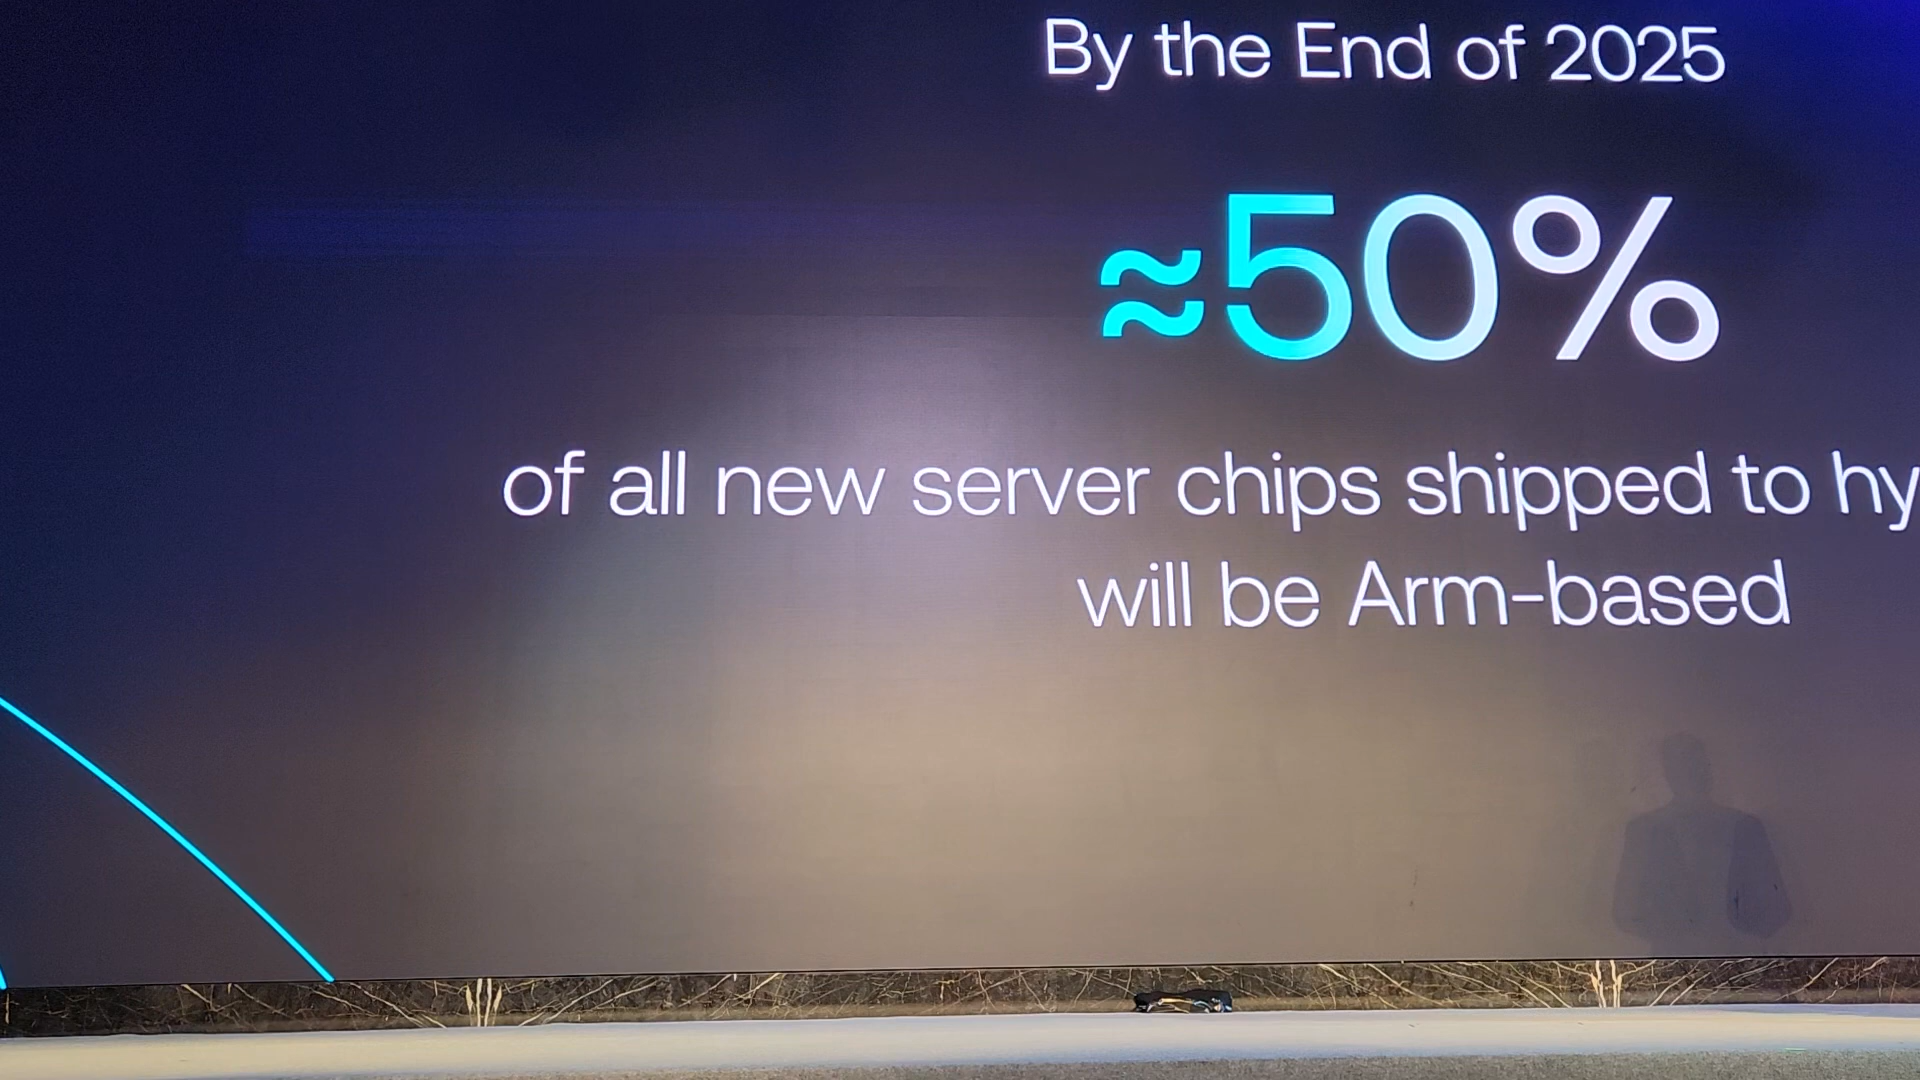 By the End of 2025
≈50%
of all new server chips shipped to hy
will be Arm-based